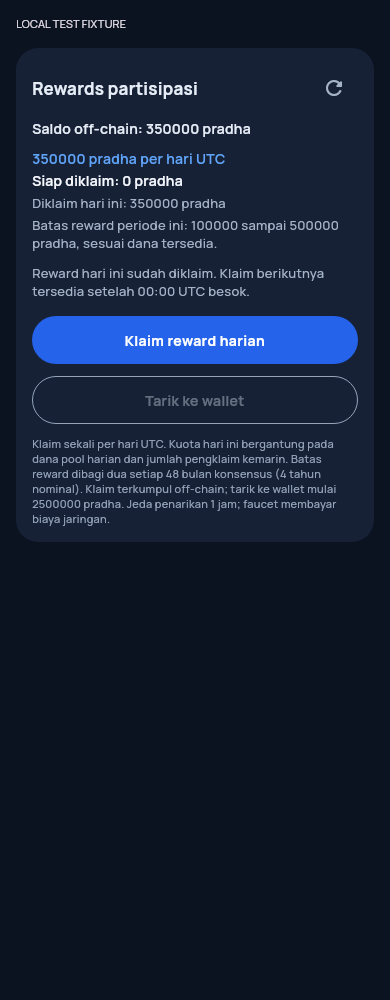 LOCAL TEST FIXTURE
Rewards partisipasi
Saldo off-chain: 350000 pradha
350000 pradha per hari UTC
Siap diklaim: 0 pradha
Diklaim hari ini: 350000 pradha
Batas reward periode ini: 100000 sampai 500000
pradha, sesuai dana tersedia.
Reward hari ini sudah diklaim. Klaim berikutnya
tersedia setelah 00:00 UTC besok.
Klaim reward harian
Tarik ke wallet
Klaim sekali per hari UTC. Kuota hari ini bergantung pada
dana pool harian dan jumlah pengklaim kemarin. Batas
reward dibagi dua setiap 48 bulan konsensus (4 tahun
nominal). Klaim terkumpul off-chain; tarik ke wallet mulai
2500000 pradha. Jeda penarikan 1 jam; faucet membayar
biaya jaringan.